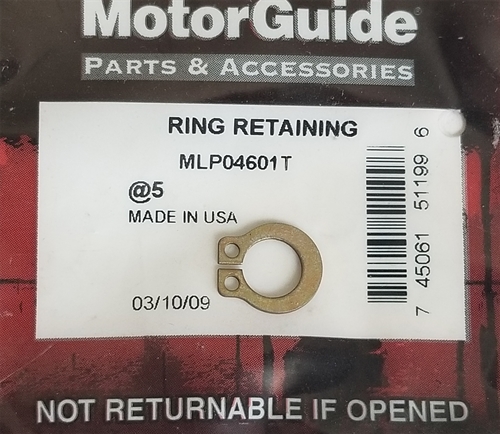 MotorGuide
PARTS & ACCESSORIES
RING RETAINING
MLP04601T
@5
MADE IN USA
03/10/09
7 45061 51199 6
NOT RETURNABLE IF OPENED